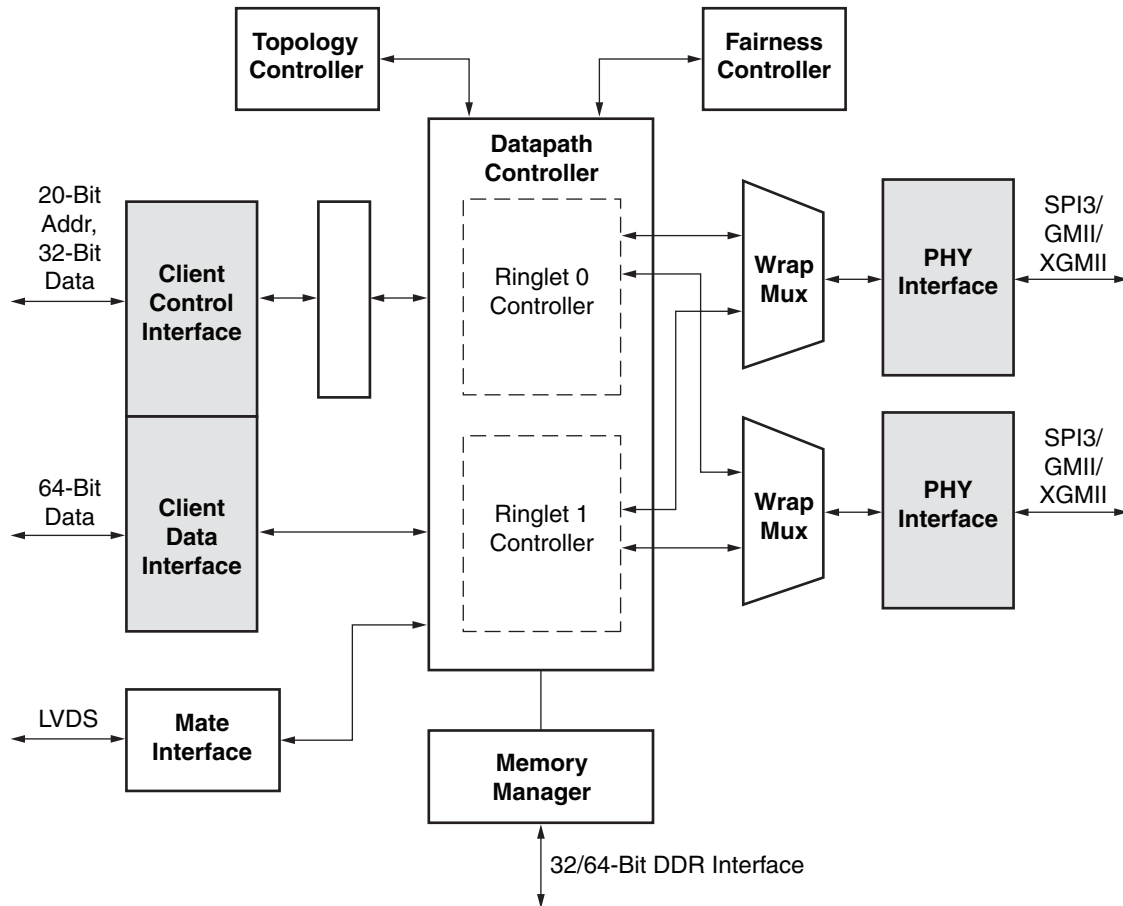 Topology
Controller
Fairness
Controller
Datapath
Controller
20-Bit
Addr,
32-Bit
Data
Client
Control
Interface
Ringlet 0
Controller
Wrap
Mux
PHY
Interface
SPI3/
GMII/
XGMII
64-Bit
Data
Client
Data
Interface
Ringlet 1
Controller
Wrap
Mux
PHY
Interface
SPI3/
GMII/
XGMII
LVDS
Mate
Interface
Memory
Manager
32/64-Bit DDR Interface